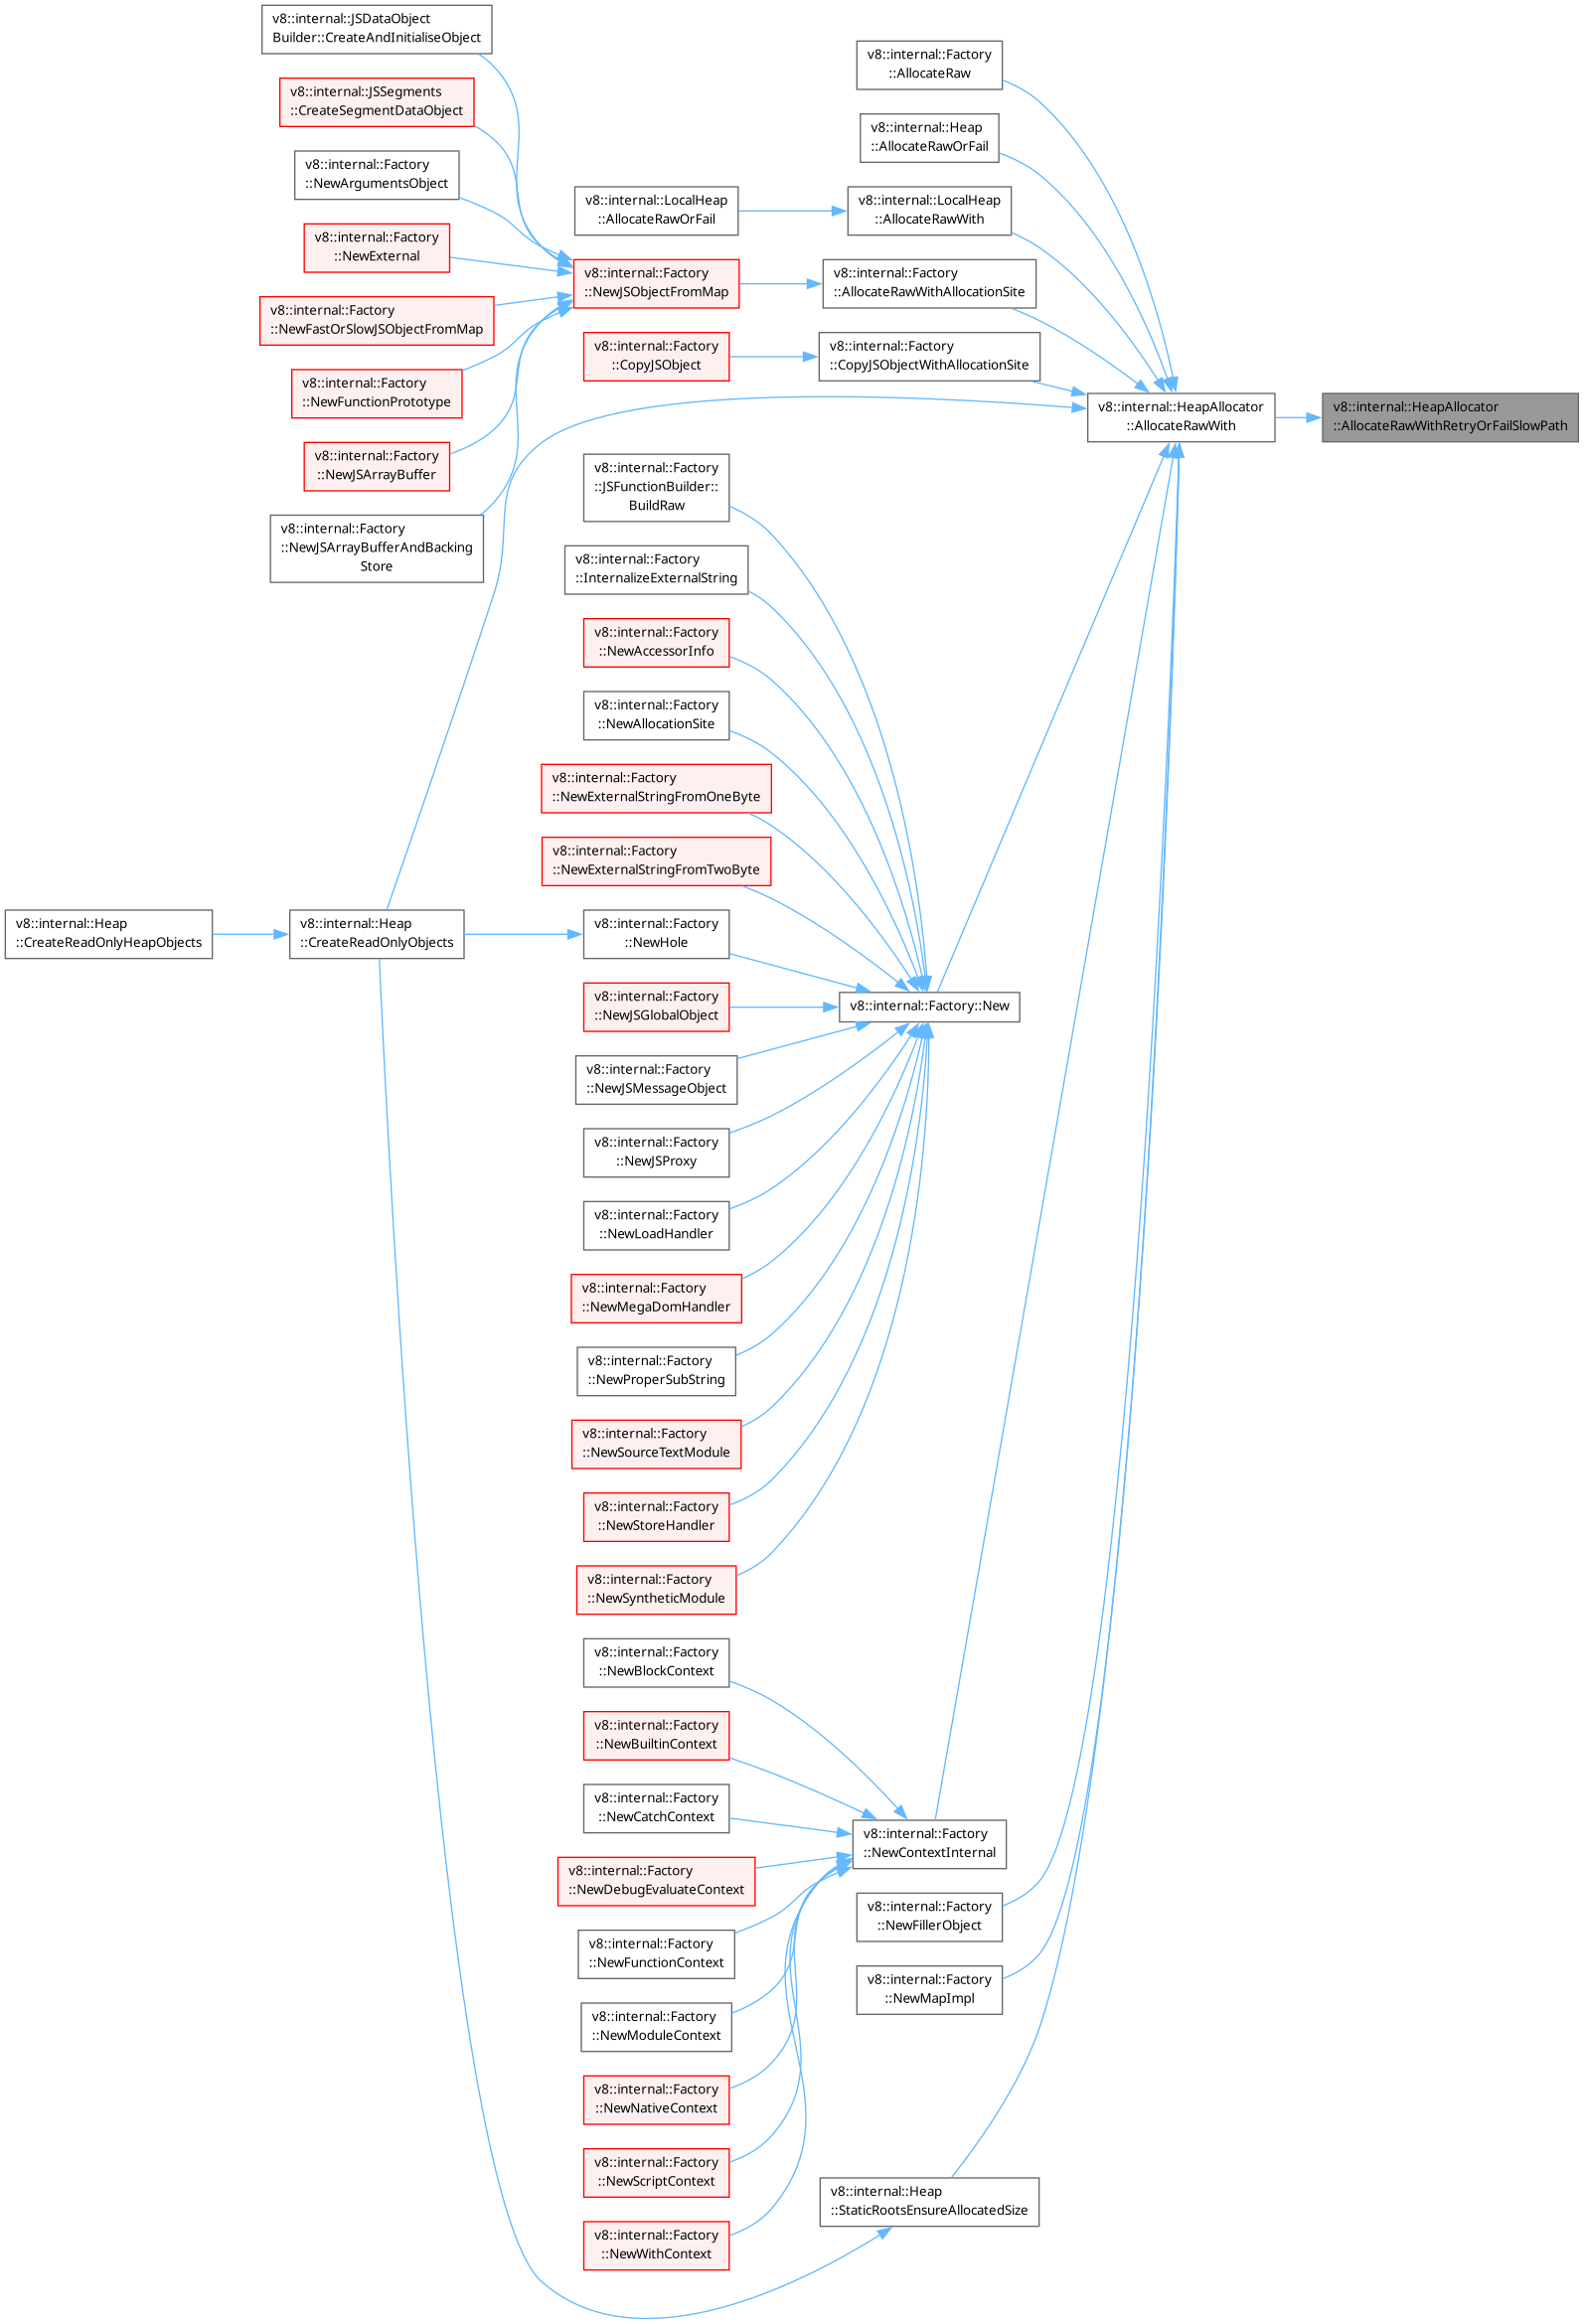 v8::internal::JSDataObject
Builder::CreateAndInitialiseObject
v8::internal::JSSegments
::CreateSegmentDataObject
v8::internal::Factory
::NewArgumentsObject
v8::internal::Factory
::NewExternal
v8::internal::Factory
::NewFastOrSlowJSObjectFromMap
v8::internal::Factory
::NewFunctionPrototype
v8::internal::Factory
::NewJSArrayBuffer
v8::internal::Factory
::NewJSArrayBufferAndBacking
Store
v8::internal::Heap
::CreateReadOnlyHeapObjects
v8::internal::Heap
::CreateReadOnlyObjects
v8::internal::LocalHeap
::AllocateRawOrFail
v8::internal::Factory
::NewJSObjectFromMap
v8::internal::Factory
::CopyJSObject
v8::internal::Factory
::JSFunctionBuilder::
BuildRaw
v8::internal::Factory
::InternalizeExternalString
v8::internal::Factory
::NewAccessorInfo
v8::internal::Factory
::NewAllocationSite
v8::internal::Factory
::NewExternalStringFromOneByte
v8::internal::Factory
::NewExternalStringFromTwoByte
v8::internal::Factory
::NewHole
v8::internal::Factory
::NewJSGlobalObject
v8::internal::Factory
::NewJSMessageObject
v8::internal::Factory
::NewJSProxy
v8::internal::Factory
::NewLoadHandler
v8::internal::Factory
::NewMegaDomHandler
v8::internal::Factory
::NewProperSubString
v8::internal::Factory
::NewSourceTextModule
v8::internal::Factory
::NewStoreHandler
v8::internal::Factory
::NewSyntheticModule
v8::internal::Factory
::NewBlockContext
v8::internal::Factory
::NewBuiltinContext
v8::internal::Factory
::NewCatchContext
v8::internal::Factory
::NewDebugEvaluateContext
v8::internal::Factory
::NewFunctionContext
v8::internal::Factory
::NewModuleContext
v8::internal::Factory
::NewNativeContext
v8::internal::Factory
::NewScriptContext
v8::internal::Factory
::NewWithContext
v8::internal::Factory
::AllocateRaw
v8::internal::Heap
::AllocateRawOrFail
v8::internal::LocalHeap
::AllocateRawWith
v8::internal::Factory
::AllocateRawWithAllocationSite
v8::internal::Factory
::CopyJSObjectWithAllocationSite
v8::internal::Factory::New
v8::internal::Factory
::NewContextInternal
v8::internal::Factory
::NewFillerObject
v8::internal::Factory
::NewMapImpl
v8::internal::Heap
::StaticRootsEnsureAllocatedSize
v8::internal::HeapAllocator
::AllocateRawWith
v8::internal::HeapAllocator
::AllocateRawWithRetryOrFailSlowPath